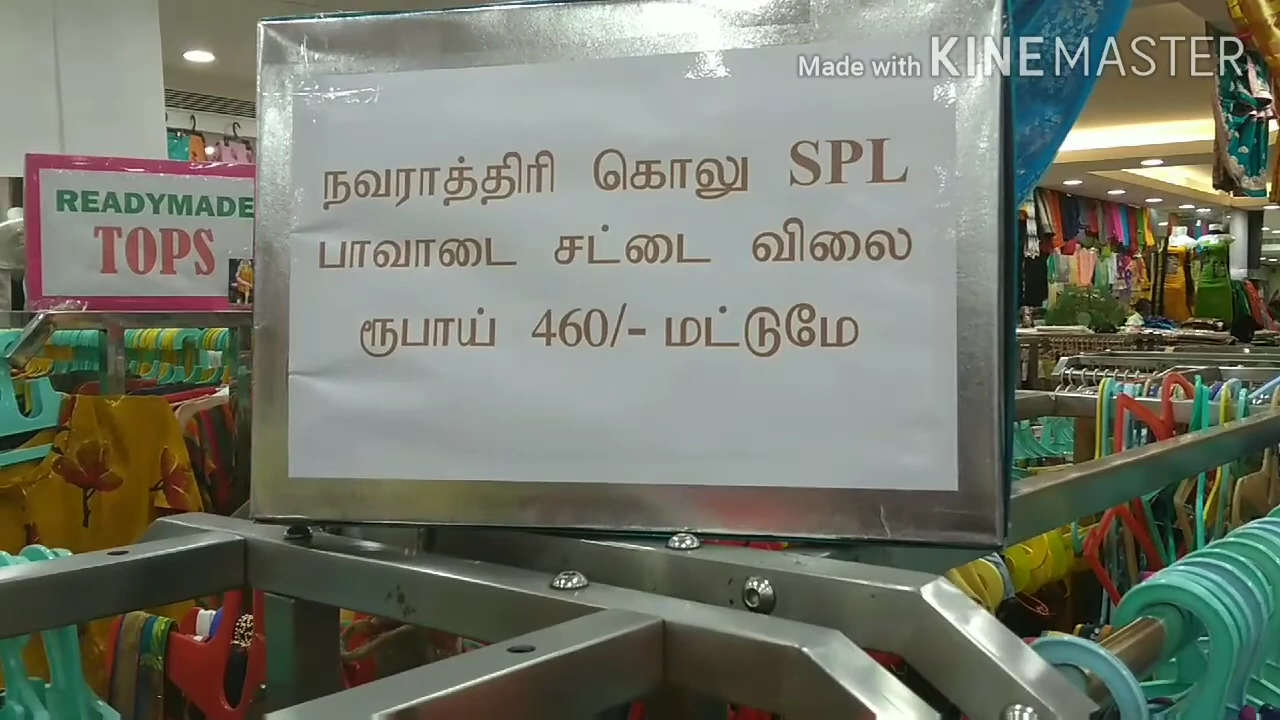 Made with KINEMASTER
நவராத்திரி கொலு SPL
பாவாடை சட்டை விலை
ரூபாய் 460/- மட்டுமே
READYMADE
TOPS